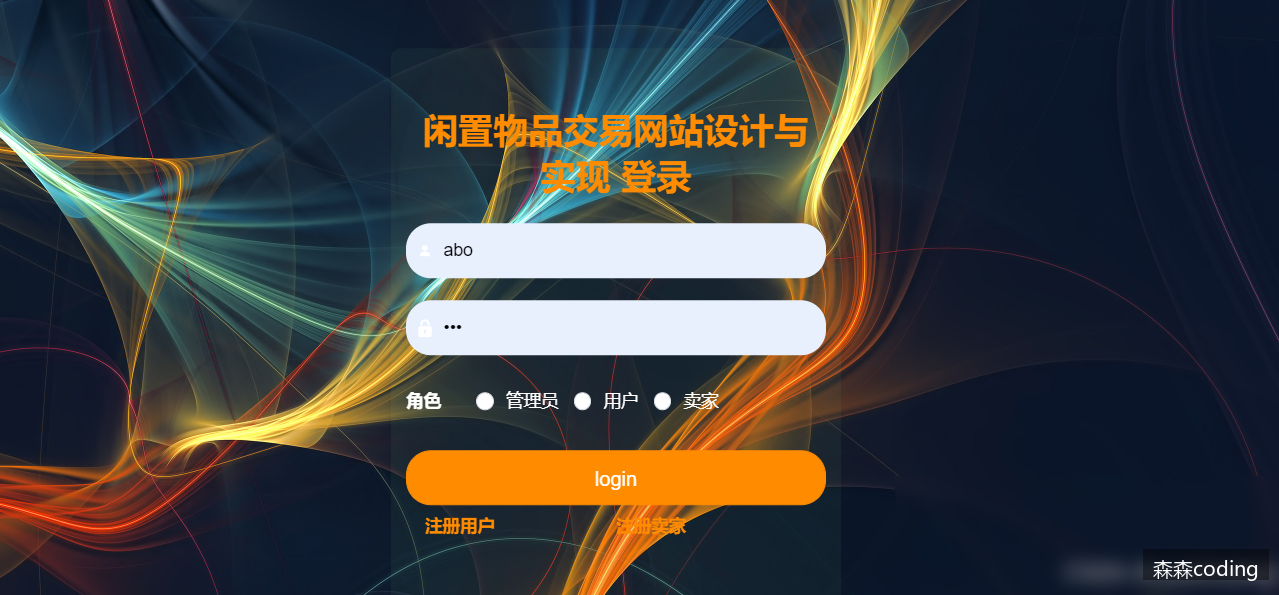 闲置物品交易网站设计与
实现 登录
abo
•••
角色 管理员 用户 卖家
login
注册用户 注册卖家
森森coding